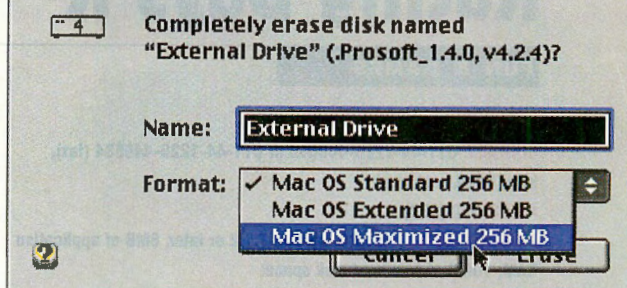 4
Completely erase disk named
“External Drive” (.Prosoft_1.4.0, v4.2.4)?
Name: External Drive
Format: ✓ Mac OS Standard 256 MB
Mac OS Extended 256 MB
Mac OS Maximized 256 MB
Cancel Erase
?